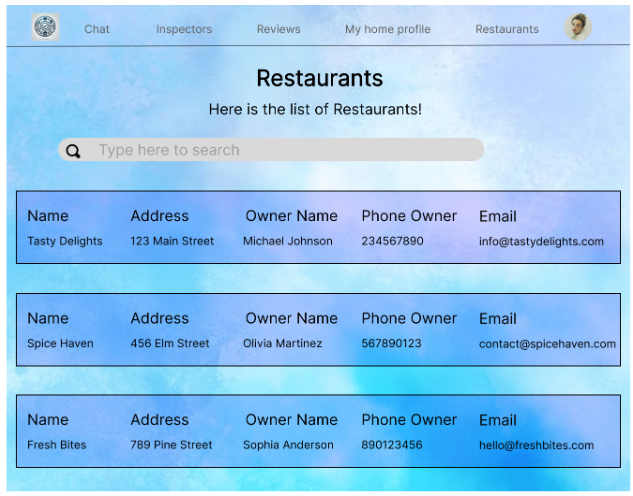 Chat Inspectors Reviews My home profile Restaurants
Restaurants
Here is the list of Restaurants!
Type here to search
Name Address Owner Name Phone Owner Email
Tasty Delights 123 Main Street Michael Johnson 234567890 info@tastydelights.com
Name Address Owner Name Phone Owner Email
Spice Haven 456 Elm Street Olivia Martinez 567890123 contact@spicehaven.com
Name Address Owner Name Phone Owner Email
Fresh Bites 789 Pine Street Sophia Anderson 890123456 hello@freshbites.com